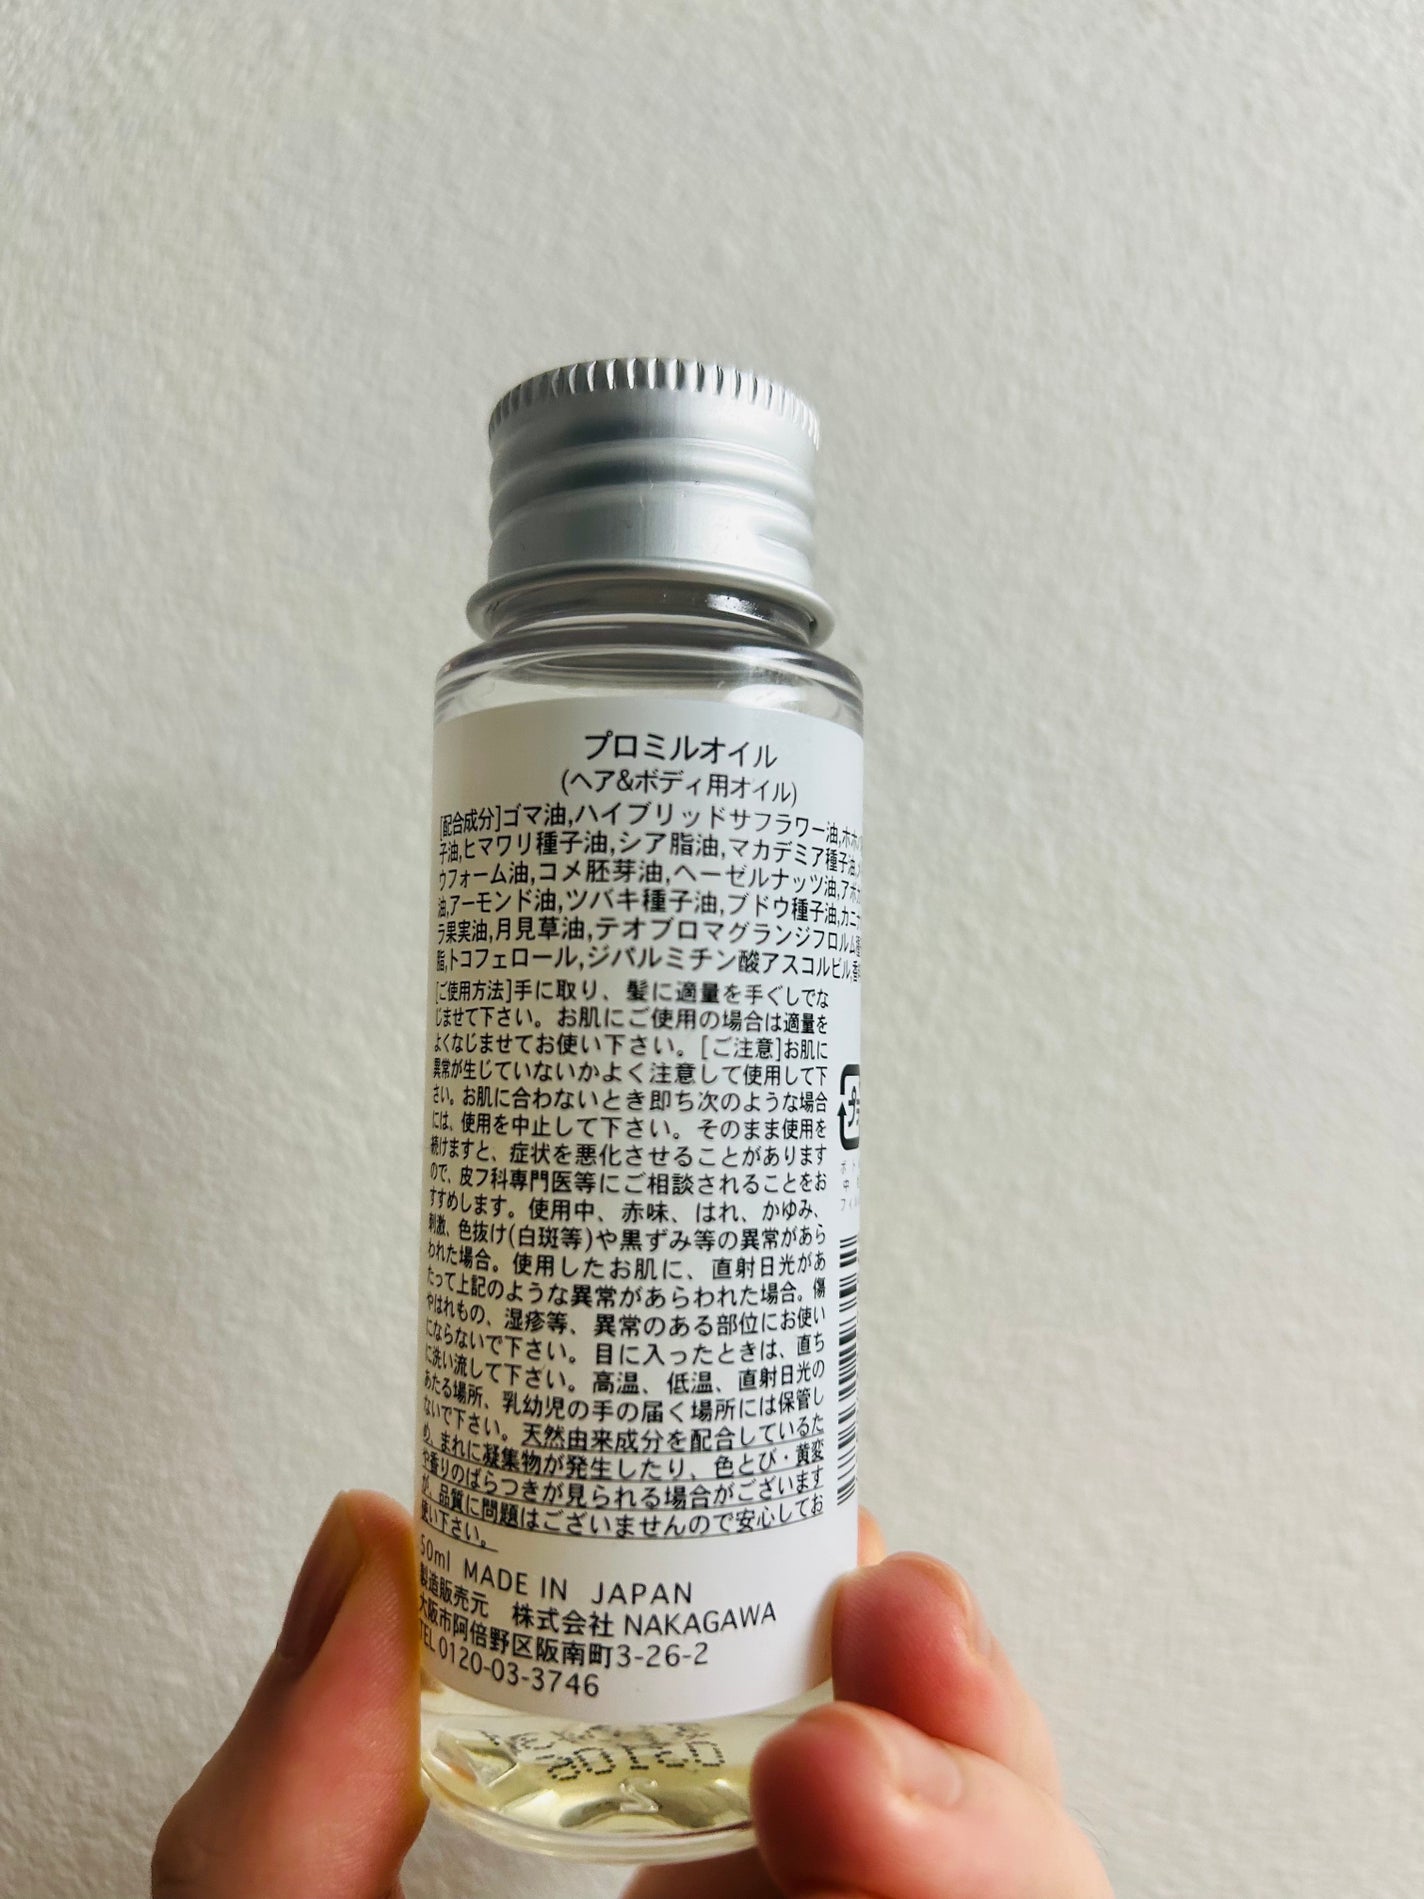 プロミルオイル
(ヘア&ボディ用オイル)
[配合成分]ゴマ油,ハイブリッドサフラワー油,ホホ
子油,ヒマワリ種子油,シア脂油,マカデミア種子油,
ウフォーム油,コメ胚芽油,ヘーゼルナッツ油,アボカ
油,アーモンド油,ツバキ種子油,ブドウ種子油,カニナ
ラ果実油,月見草油,テオブロマグランジフロルム種
脂,トコフェロール,ジパルミチン酸アスコルビル,香
[ご使用方法]手に取り、髪に適量を手ぐしでな
じませて下さい。お肌にご使用の場合は適量を
よくなじませてお使い下さい。[ご注意]お肌に
異常が生じていないかよく注意して使用して下
さい。お肌に合わないとき即ち次のような場合
には、使用を中止して下さい。そのまま使用を
続けますと、症状を悪化させることがあります
ので、皮フ科専門医等にご相談されることをお
すすめします。使用中、赤味、はれ、かゆみ、
刺激、色抜け(白斑等)や黒ずみ等の異常があら
われた場合。使用したお肌に、直射日光があ
たって上記のような異常があらわれた場合。傷
やはれもの、湿疹等、異常のある部位にお使い
にならないで下さい。目に入ったときは、直ち
に洗い流して下さい。高温、低温、直射日光の
あたる場所、乳幼児の手の届く場所には保管し
ないで下さい。天然由来成分を配合しているた
め、まれに凝集物が発生したり、色とび・黄変
や香りのばらつきが見られる場合がございます
が、品質に問題はございませんので安心してお
使い下さい。
50ml MADE IN JAPAN
製造販売元 株式会社 NAKAGAWA
大阪市阿倍野区阪南町3-26-2
TEL 0120-03-3746